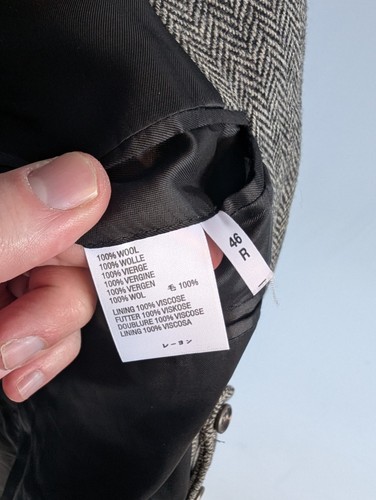 100% WOOL
100% WOLLE
100% VIERGE
100% VERGINE
100% VERGEN
100% WOL 毛 100%
LINING 100% VISCOSE
FUTTER 100% VISKOSE
DOUBLURE 100% VISCOSE
LINING 100% VISCOSA
レーヨン
46
R